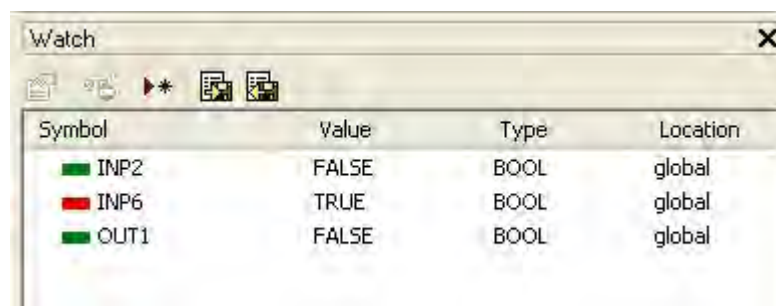 Watch
Symbol Value Type Location
INP2 FALSE BOOL global
INP6 TRUE BOOL global
OUT1 FALSE BOOL global